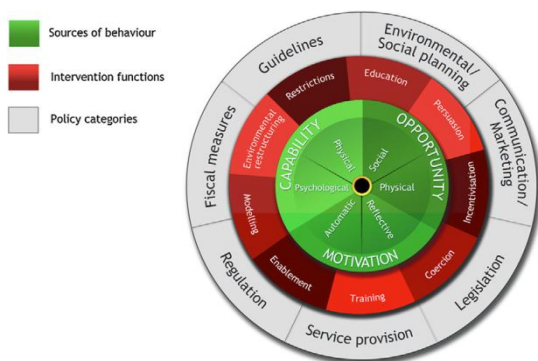 Sources of behaviour
Intervention functions
Policy categories
Guidelines
Environmental/
Social planning
Communication/
Marketing
Legislation
Service provision
Regulation
Fiscal measures
Restrictions
Education
Persuasion
Incentivisation
Coercion
Training
Enablement
Modelling
Environmental
restructuring
CAPABILITY
OPPORTUNITY
MOTIVATION
Physical
Social
Physical
Reflective
Automatic
Psychological